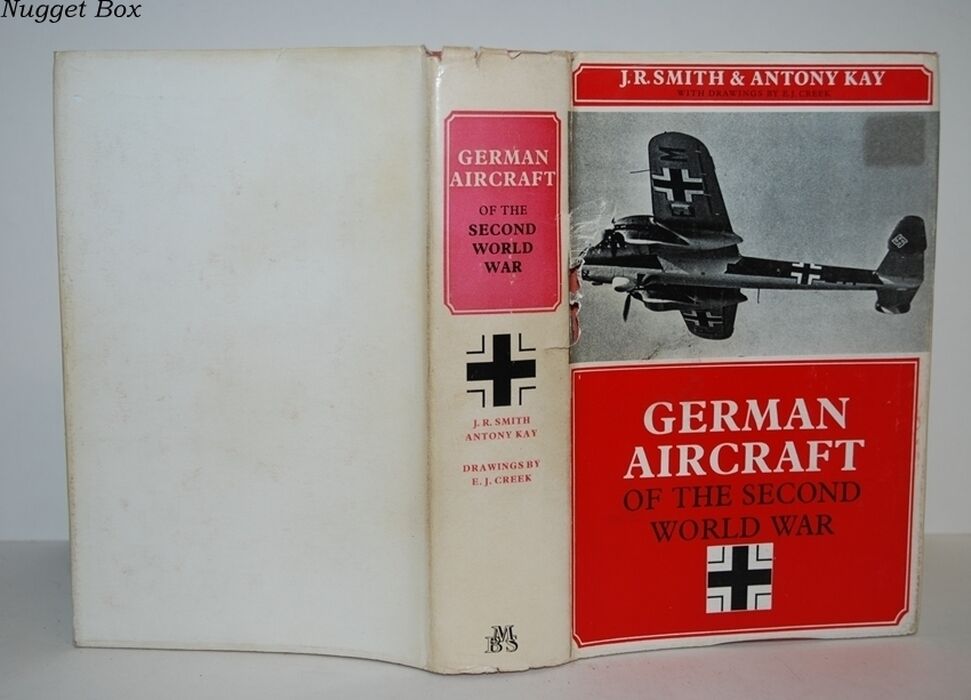 Nugget Box
GERMAN
AIRCRAFT
OF THE
SECOND
WORLD
WAR
J. R. SMITH
ANTONY KAY
DRAWINGS BY
E. J. CREEK
BMS
J.R. SMITH & ANTONY KAY
WITH DRAWINGS BY E.J. CREEK
M
E
GERMAN
AIRCRAFT
OF THE SECOND
WORLD WAR